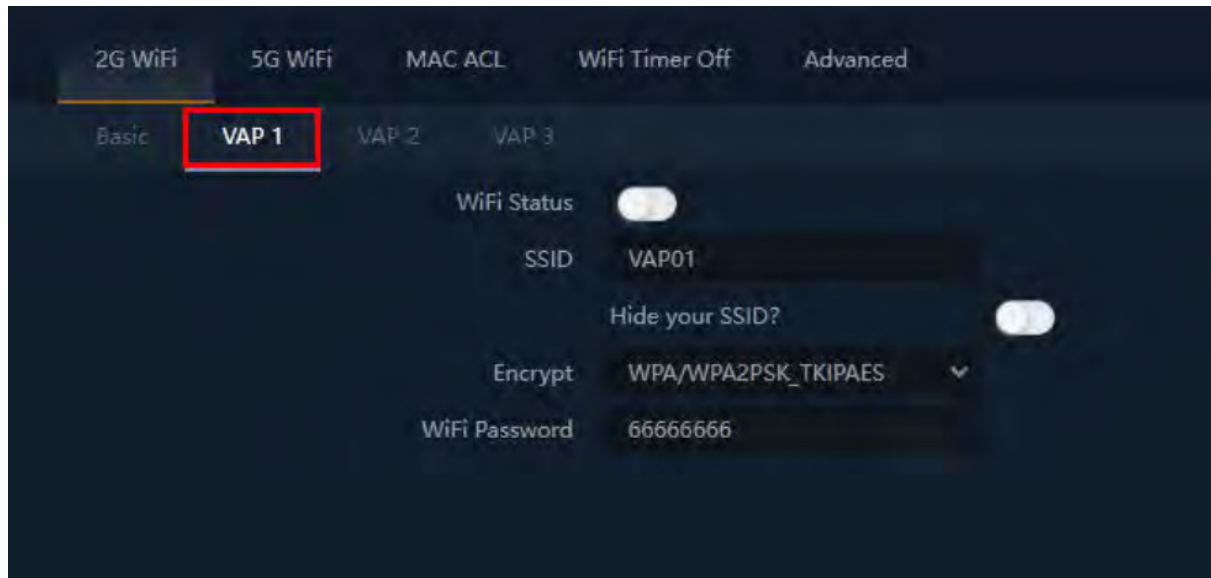 2G WiFi 5G WiFi MAC ACL WiFi Timer Off Advanced
Basic VAP 1 VAP 2 VAP 3
WiFi Status
SSID VAP01
Hide your SSID?
Encrypt WPA/WPA2PSK_TKIPAES
WiFi Password 66666666